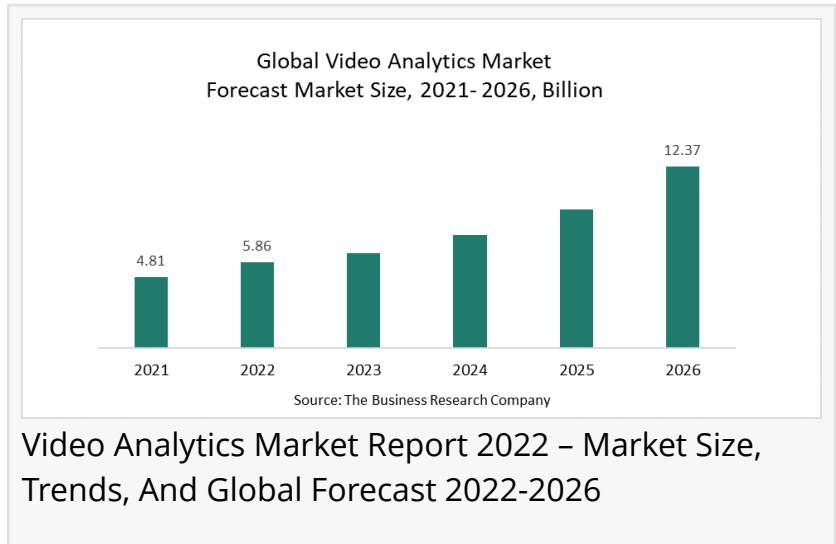 Global Video Analytics Market
Forecast Market Size, 2021- 2026, Billion
12.37
5.86
4.81
2021 2022 2023 2024 2025 2026
Source: The Business Research Company
Video Analytics Market Report 2022 – Market Size,
Trends, And Global Forecast 2022-2026